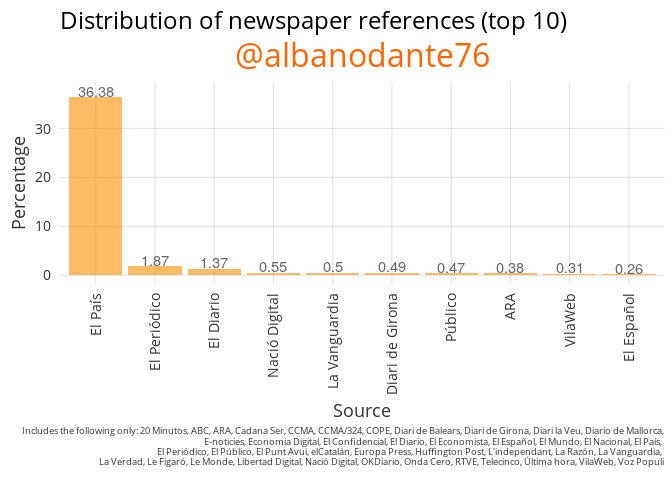 Distribution of newspaper references (top 10)
@albanodante76
Percentage
30
20
10
0
36.38
1.87
1.37
0.55
0.5
0.49
0.47
0.38
0.31
0.26
El País
El Periódico
El Diario
Nació Digital
La Vanguardia
Diari de Girona
Público
ARA
VilaWeb
El Español
Source
Includes the following only: 20 Minutos, ABC, ARA, Cadana Ser, CCMA, CCMA/324, COPE, Diari de Balears, Diari de Girona, Diari la Veu, Diario de Mallorca,
E-noticies, Economia Digital, El Confidencial, El Diario, El Economista, El Español, El Mundo, El Nacional, El País,
El Periódico, El Público, El Punt Avui, elCatalán, Europa Press, Huffington Post, L'independant, La Razón, La Vanguardia,
La Verdad, Le Figaró, Le Monde, Libertad Digital, Nació Digital, OKDiario, Onda Cero, RTVE, Telecinco, Última hora, VilaWeb, Voz Populi